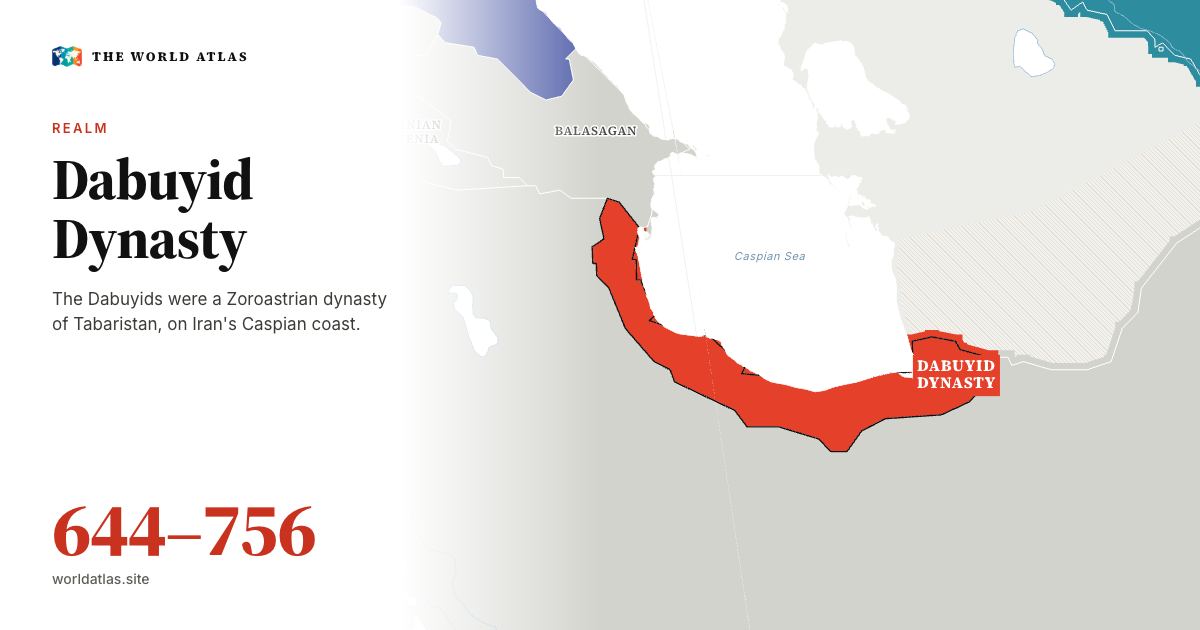 THE WORLD ATLAS
REALM
Dabuyid
Dynasty
The Dabuyids were a Zoroastrian dynasty
of Tabaristan, on Iran's Caspian coast.
644–756
worldatlas.site
BALASAGAN
Caspian Sea
DABUYID
DYNASTY